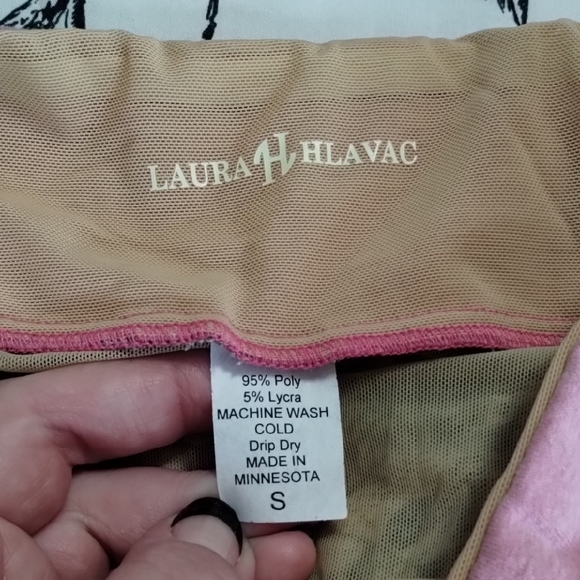 LAURA H HLAVAC
95% Poly
5% Lycra
MACHINE WASH
COLD
Drip Dry
MADE IN
MINNESOTA
S